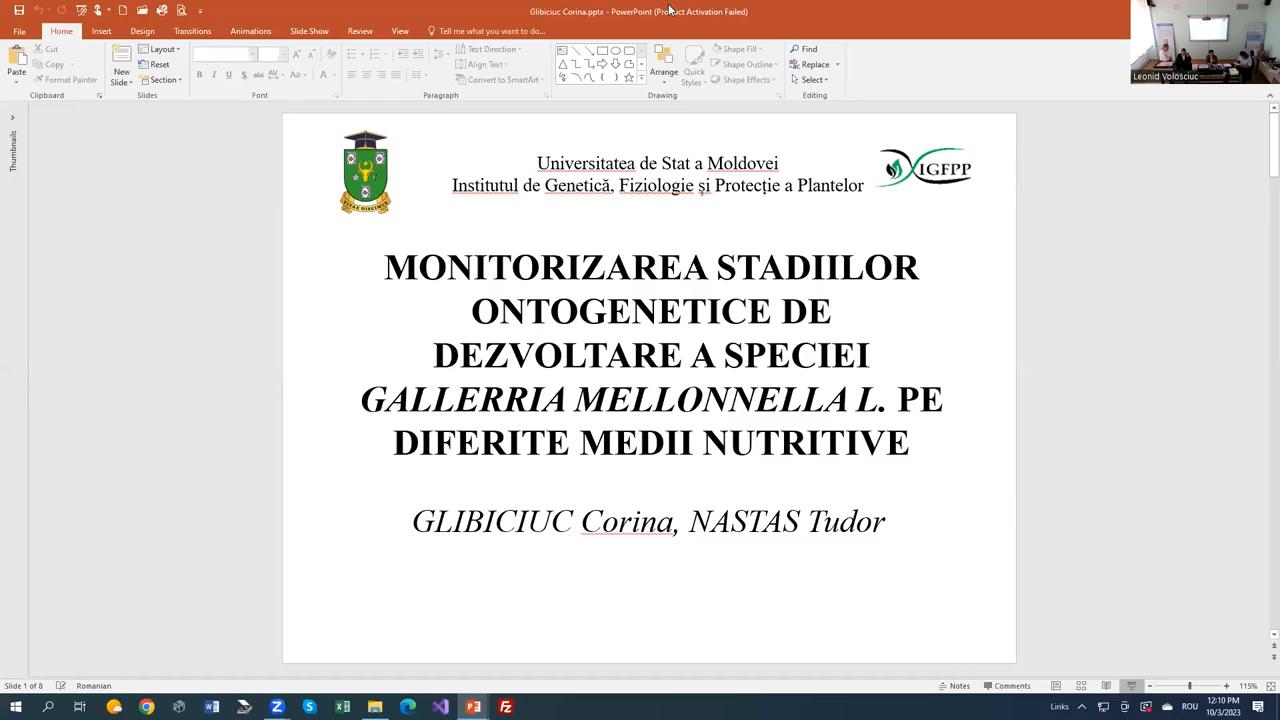 Glibiciuc Corina.pptx - PowerPoint (Product Activation Failed)
File Home Insert Design Transitions Animations Slide Show Review View Tell me what you want to do...
Paste Cut Copy Format Painter
Clipboard
New Slide Layout Reset Section
Slides
Font
Text Direction Align Text Convert to SmartArt
Paragraph
Arrange Quick Styles Shape Fill Shape Outline Shape Effects
Drawing
Find Replace Select
Editing
Leonid Volosciuc
Thumbnails
Universitatea de Stat a Moldovei
Institutul de Genetică, Fiziologie și Protecție a Plantelor
IGFPP
MONITORIZAREA STADIILOR
ONTOGENETICE DE
DEZVOLTARE A SPECIEI
GALLERRIA MELLONNELLA L. PE
DIFERITE MEDII NUTRITIVE
GLIBICIUC Corina, NASTAS Tudor
Slide 1 of 8 Romanian Notes Comments 115%
Links ROU 12:10 PM
10/3/2023